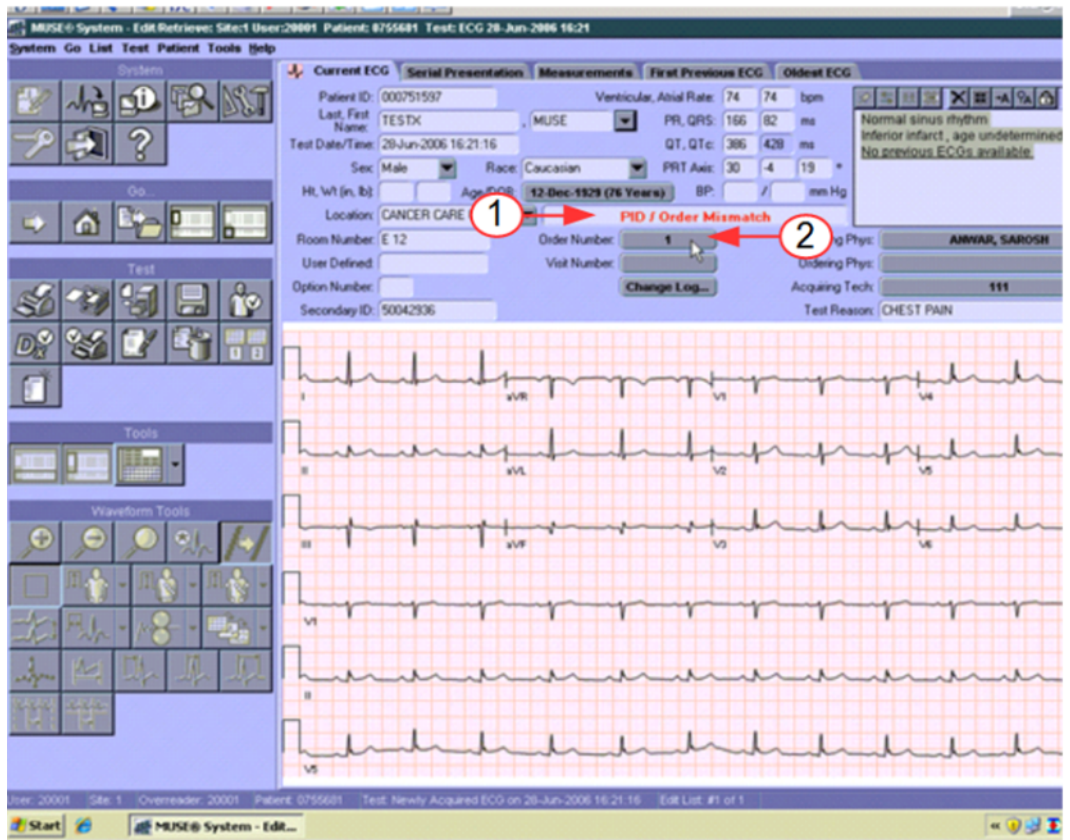 MUSE® System - Edit/Retrieve: Site:1 User:20001 Patient: 0755681 Test: ECG 28-Jun-2006 16:21
System Go List Test Patient Tools Help
System
Go...
Test
Tools
Waveform Tools
Current ECG Serial Presentation Measurements First Previous ECG Oldest ECG
Patient ID: 000751597 Ventricular, Atrial Rate: 74 74 bpm
Last, First Name: TESTX , MUSE PR, QRS: 166 82 ms
Test Date/Time: 28-Jun-2006 16:21:16 QT, QTc: 386 428 ms
Sex: Male Race: Caucasian PRT Axis: 30 -4 19 °
Ht, Wt (in, lb): Age/DOB: 12-Dec-1929 (76 Years) BP: / mm Hg
Location: CANCER CARE 1 PID / Order Mismatch
Room Number: E 12 Order Number: 1 2 Phys: ANWAR, SAROSH
User Defined: Visit Number: Ordering Phys:
Option Number: Change Log... Acquiring Tech: 111
Secondary ID: 50042936 Test Reason: CHEST PAIN
Normal sinus rhythm
Inferior infarct , age undetermined
No previous ECGs available
I aVR V1 V4
II aVL V2 V5
III aVF V3 V6
V1
II
V5
User: 20001 Site: 1 Overreader: 20001 Patient: 0755681 Test: Newly Acquired ECG on 28-Jun-2006 16:21:16 Edit List: #1 of 1
Start MUSE® System - Edit...